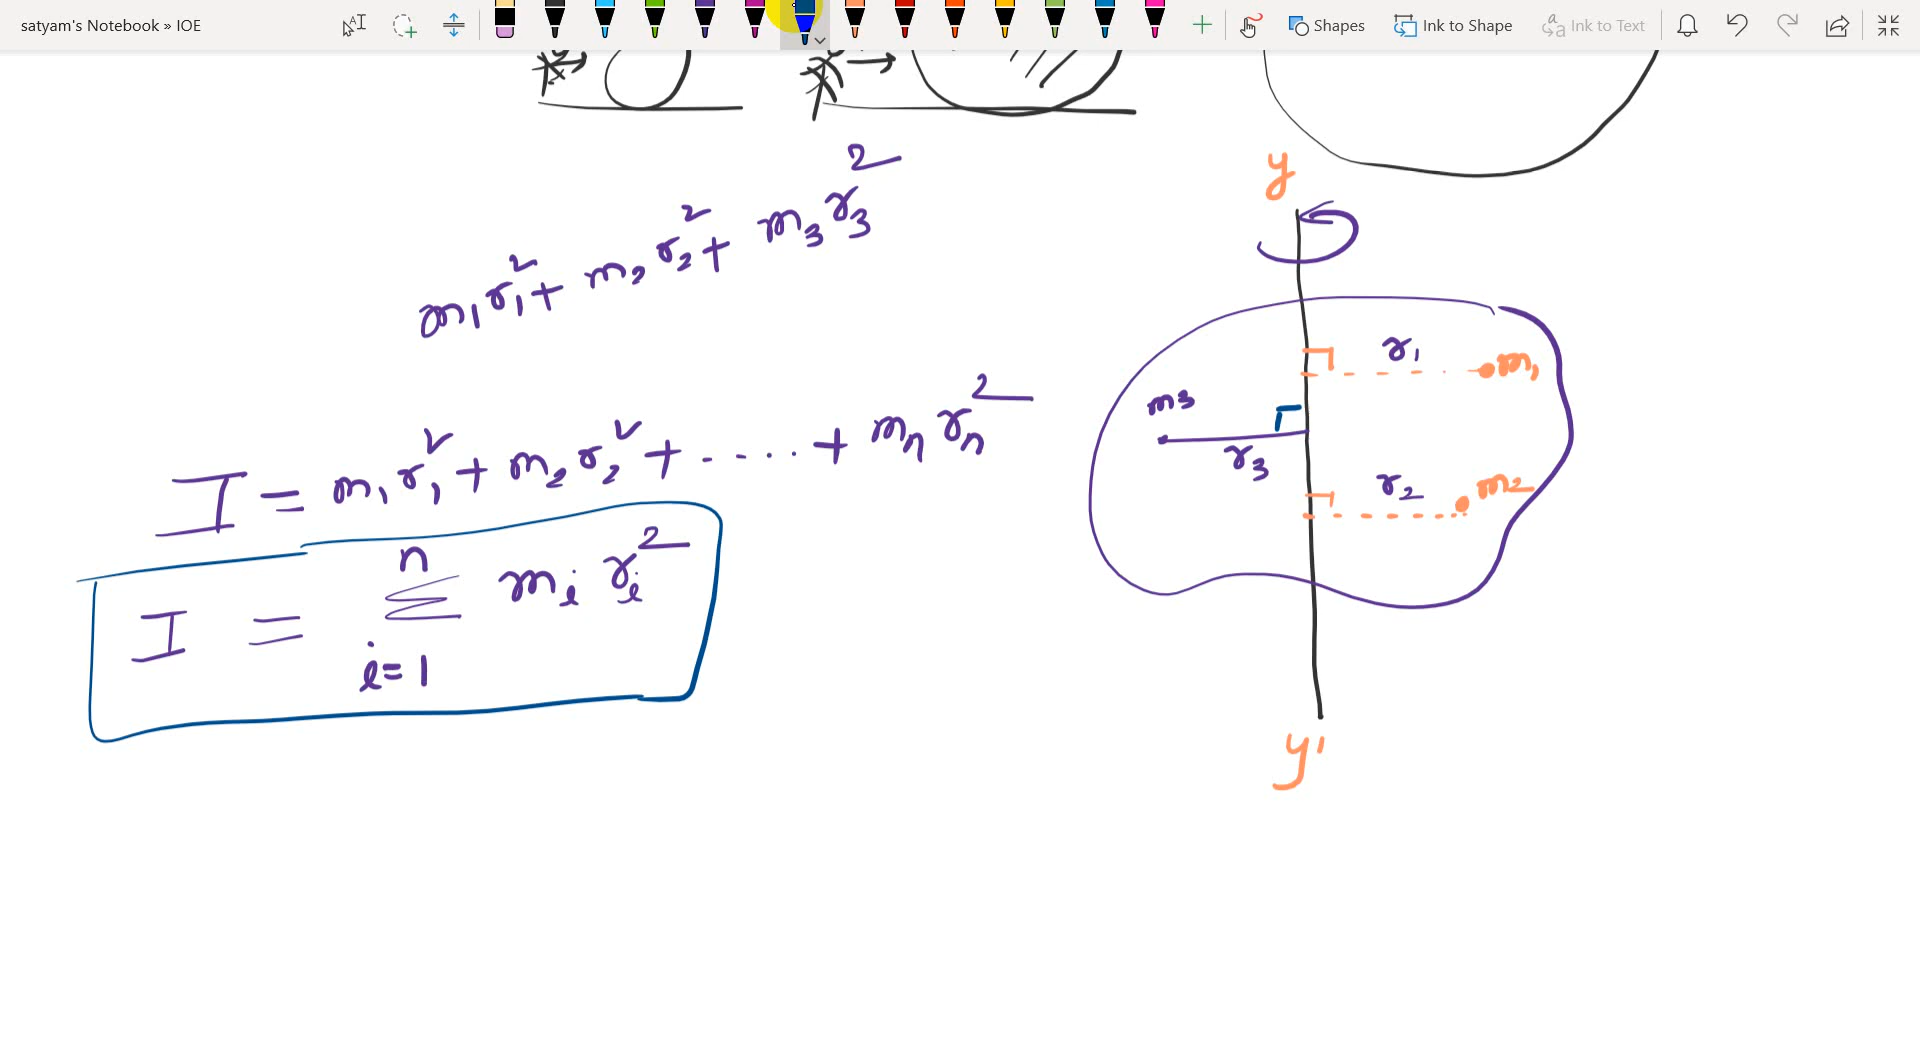 satyam's Notebook » IOE
Shapes
Ink to Shape
Ink to Text
m₁r₁² + m₂r₂² + m₃r₃²
I = m₁r₁² + m₂r₂² + ..... + mₙrₙ²
n
I = Σ mᵢ rᵢ²
i=1
y
r₁ m₁
m₃
r₃
r₂ m₂
y'